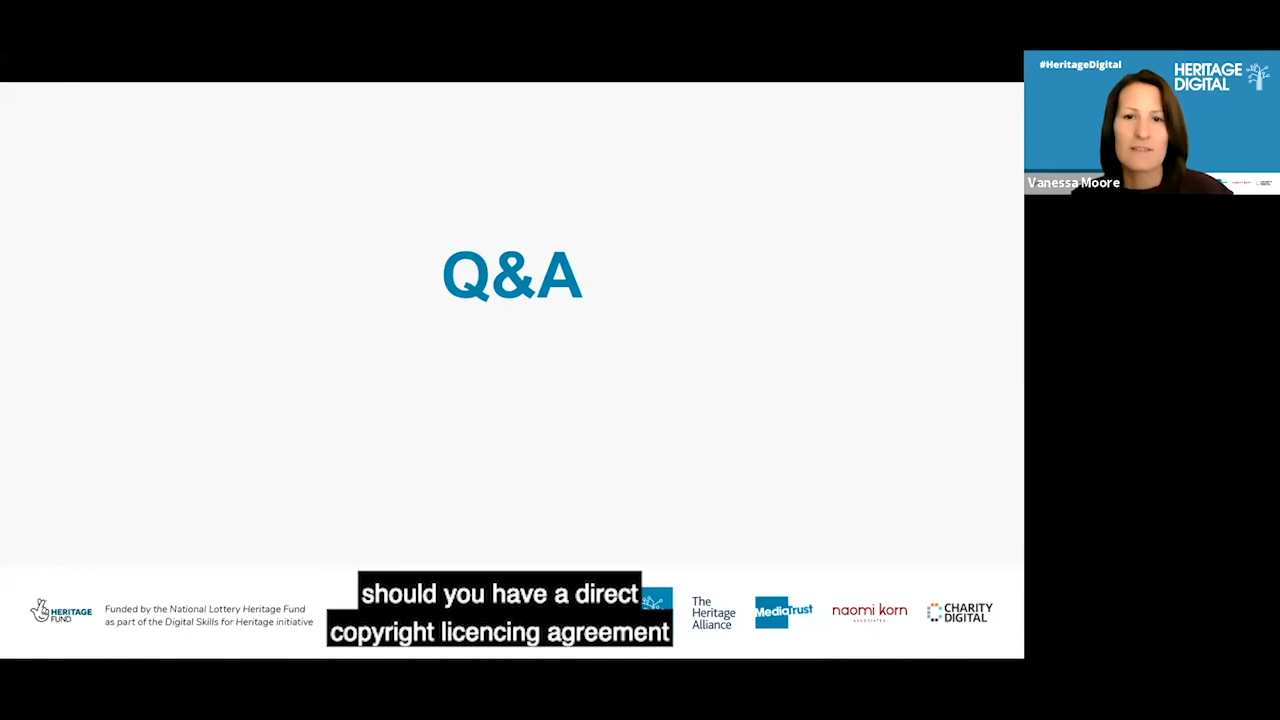 #HeritageDigital
HERITAGE
DIGITAL
Vanessa Moore
Q&A
HERITAGE
FUND
Funded by the National Lottery Heritage Fund
as part of the Digital Skills for Heritage initiative
should you have a direct
copyright licencing agreement
The
Heritage
Alliance
MediaTrust
naomi korn
ASSOCIATES
CHARITY
DIGITAL